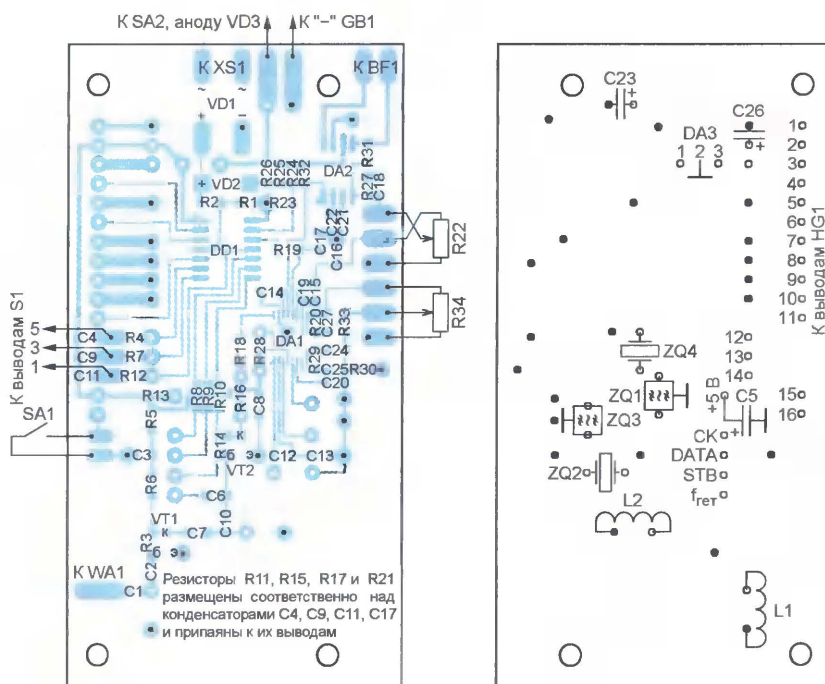 К SA2, аноду VD3
К "–" GB1
К XS1
К BF1
~
~
VD1
+
–
R31
DA2
R26
R25
R24
R32
+ VD2
R27
C18
R2
R1
R23
C22
C21
C17
C16
R22
DD1
R19
C14
C19
C15
R20
C27
R33
R34
К выводам S1
5
3
1
C4
R4
C9
R7
C11
R12
DA1
R18
R28
R29
C24
C25
R30
C20
R13
R8
R9
R10
R16
C8
SA1
R5
R14
к
б
э
VT2
C12
C13
C3
R6
C6
C10
VT1
к
C7
R3
б
э
C2
К WA1
C1
Резисторы R11, R15, R17 и R21
размещены соответственно над
конденсаторами C4, C9, C11, C17
и припаяны к их выводам
C23
+
C26
+
DA3
1 2 3
1
2
3
4
5
6
7
8
9
10
11
12
13
14
15
16
К выводам HG1
ZQ4
ZQ1
ZQ3
+5 В
C5
+
CK
DATA
STB
fгет
ZQ2
L2
L1